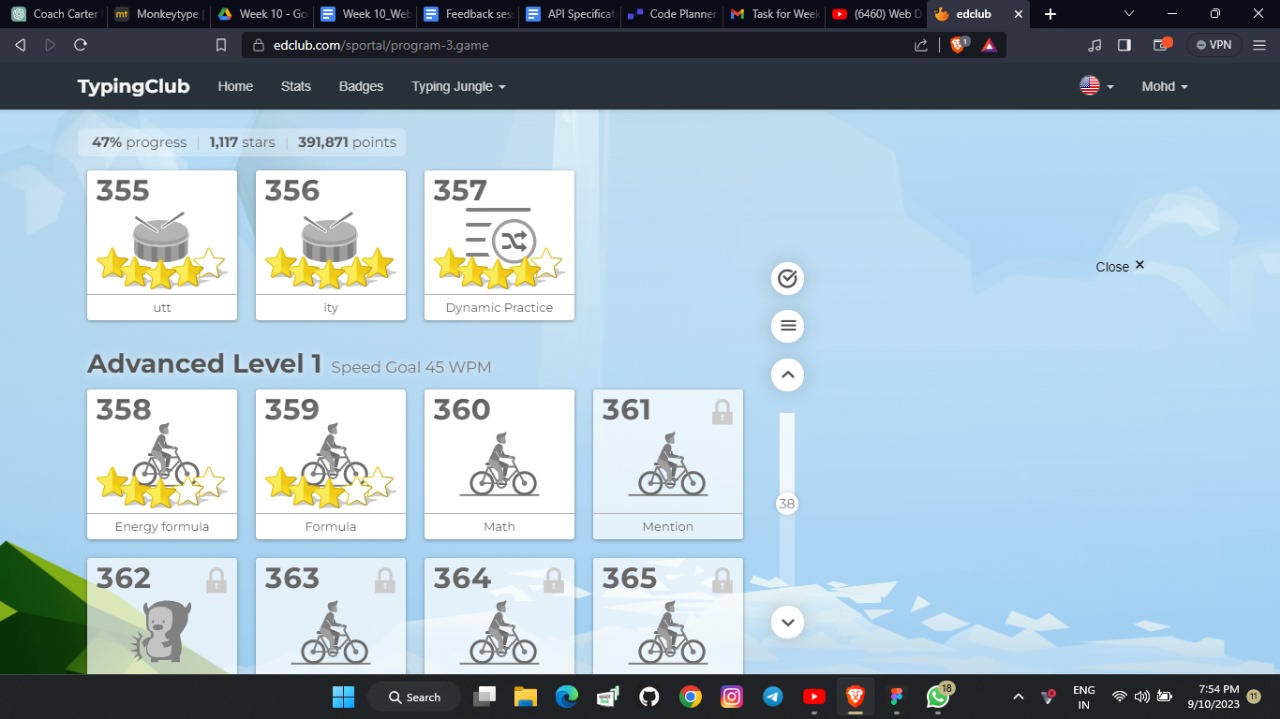 Coach Carter
mt Monkeytype
Week 10 - Go
Week 10_Web
Feedback ses
API Specificat
Code Planner
Task for Week
(6460) Web D
edclub
edclub.com/sportal/program-3.game
1
VPN
TypingClub Home Stats Badges Typing Jungle
Mohd
47% progress | 1,117 stars | 391,871 points
355
utt
356
ity
357
Dynamic Practice
Close ×
Advanced Level 1 Speed Goal 45 WPM
358
Energy formula
359
Formula
360
Math
361
Mention
38
362
363
364
365
Search
18
ENG
IN
7:54 PM
9/10/2023
11